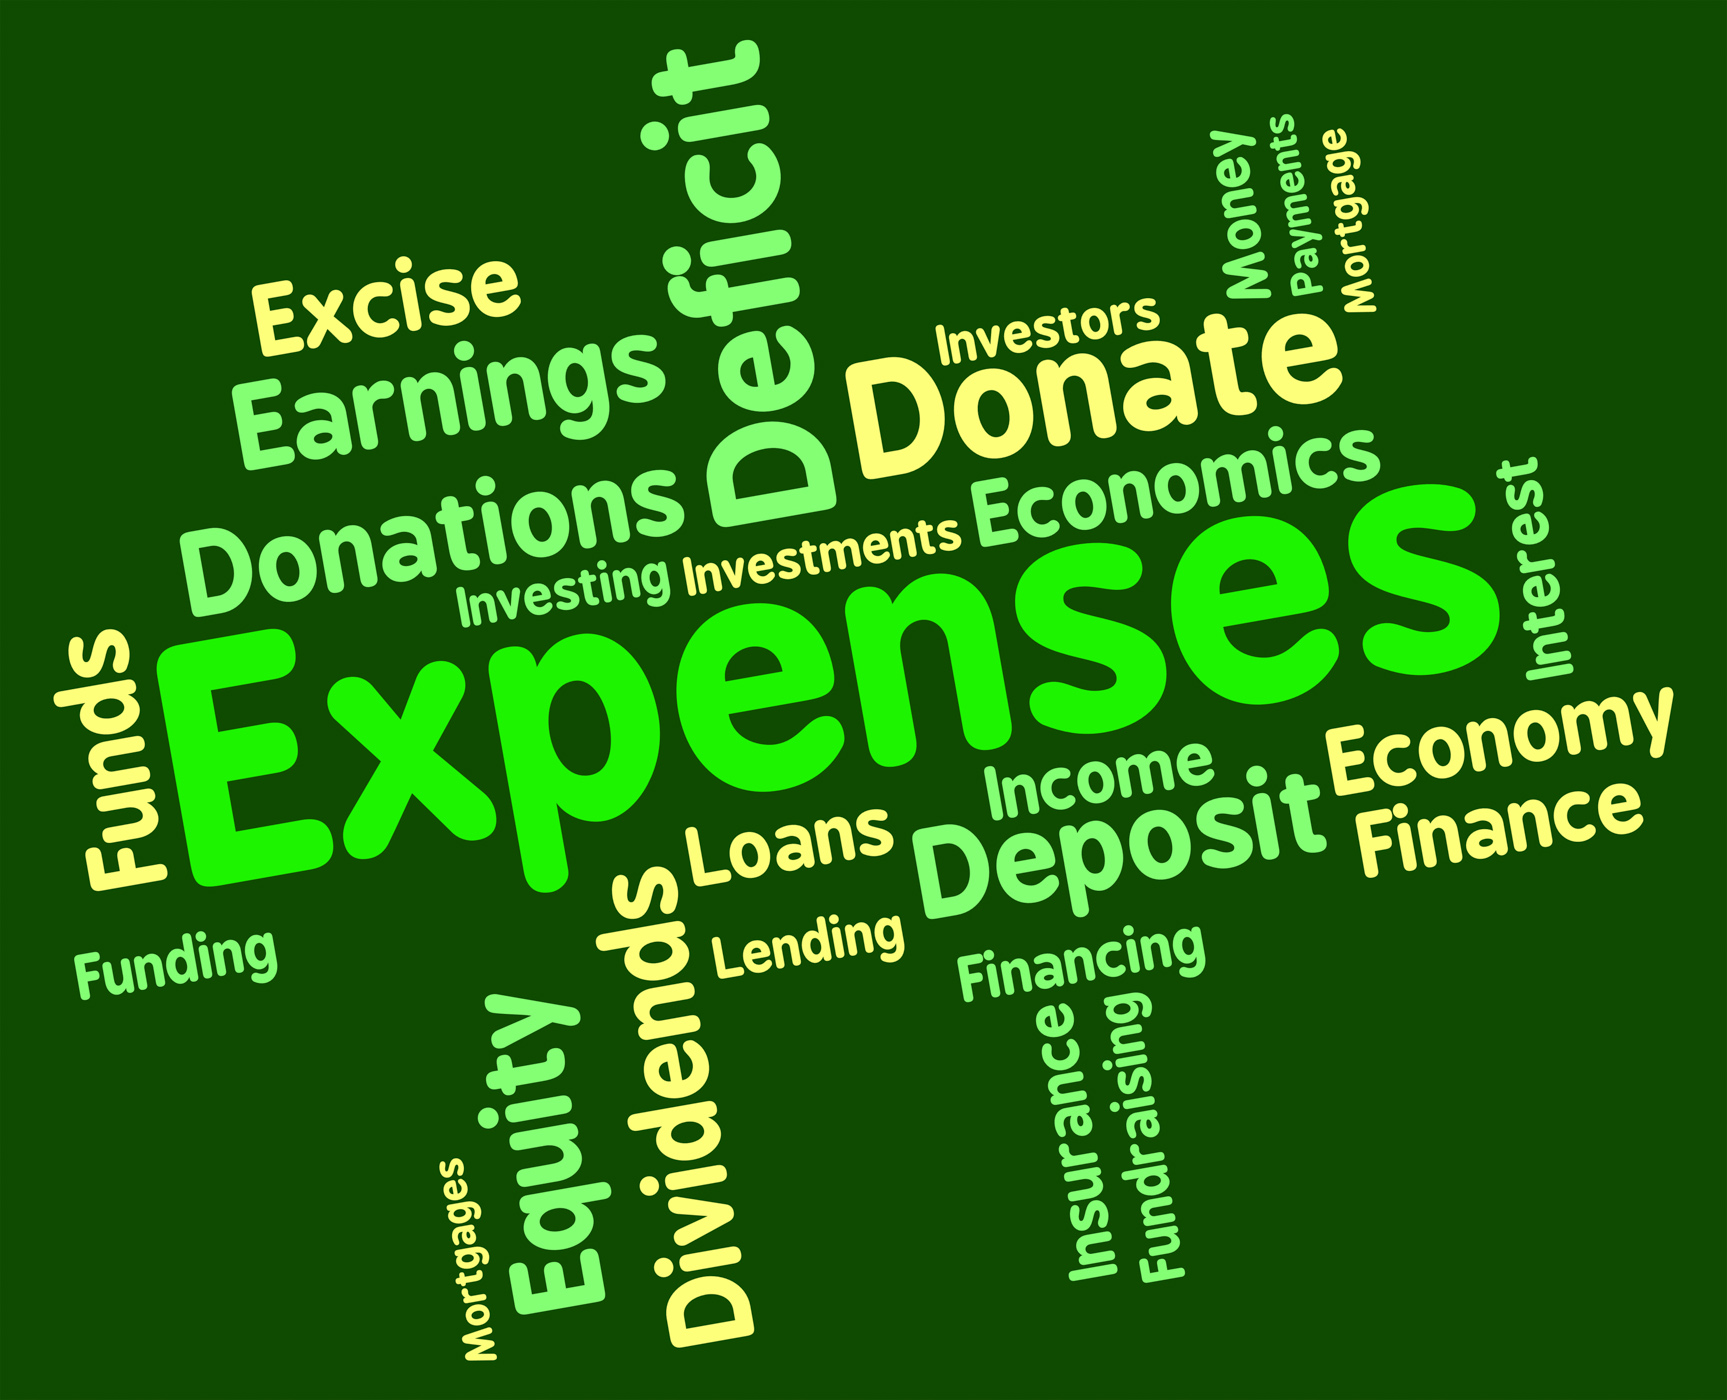 Deficit
Money
Payments
Mortgage
Excise
Investors
Earnings
Donate
Donations
Economics
Investing
Investments
Interest
Expenses
Funds
Income
Economy
Loans
Deposit
Finance
Funding
Lending
Financing
Dividends
Equity
Insurance
Fundraising
Mortgages